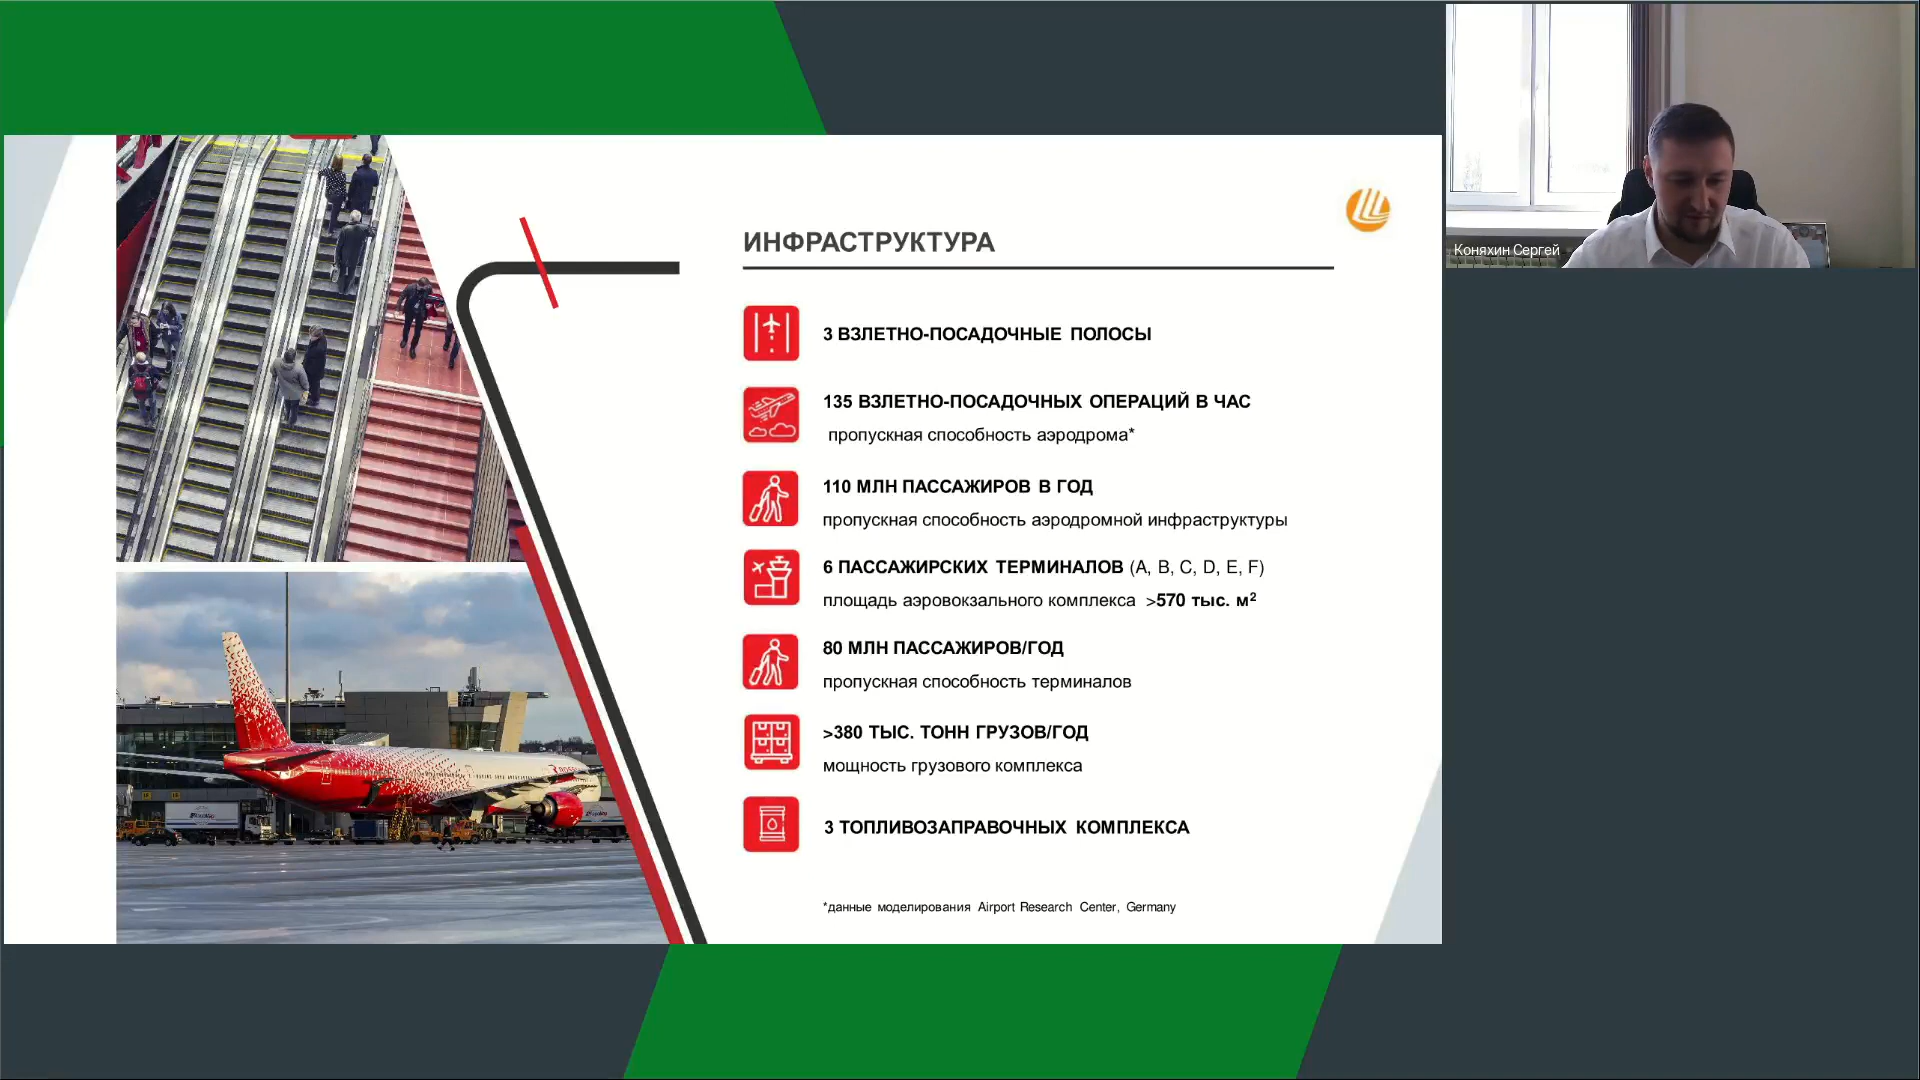 Коняхин Сергей
ИНФРАСТРУКТУРА
3 ВЗЛЕТНО-ПОСАДОЧНЫЕ ПОЛОСЫ
135 ВЗЛЕТНО-ПОСАДОЧНЫХ ОПЕРАЦИЙ В ЧАС
пропускная способность аэродрома*
110 МЛН ПАССАЖИРОВ В ГОД
пропускная способность аэродромной инфраструктуры
6 ПАССАЖИРСКИХ ТЕРМИНАЛОВ (A, B, C, D, E, F)
площадь аэровокзального комплекса >570 тыс. м²
80 МЛН ПАССАЖИРОВ/ГОД
пропускная способность терминалов
>380 ТЫС. ТОНН ГРУЗОВ/ГОД
мощность грузового комплекса
3 ТОПЛИВОЗАПРАВОЧНЫХ КОМПЛЕКСА
*данные моделирования Airport Research Center, Germany